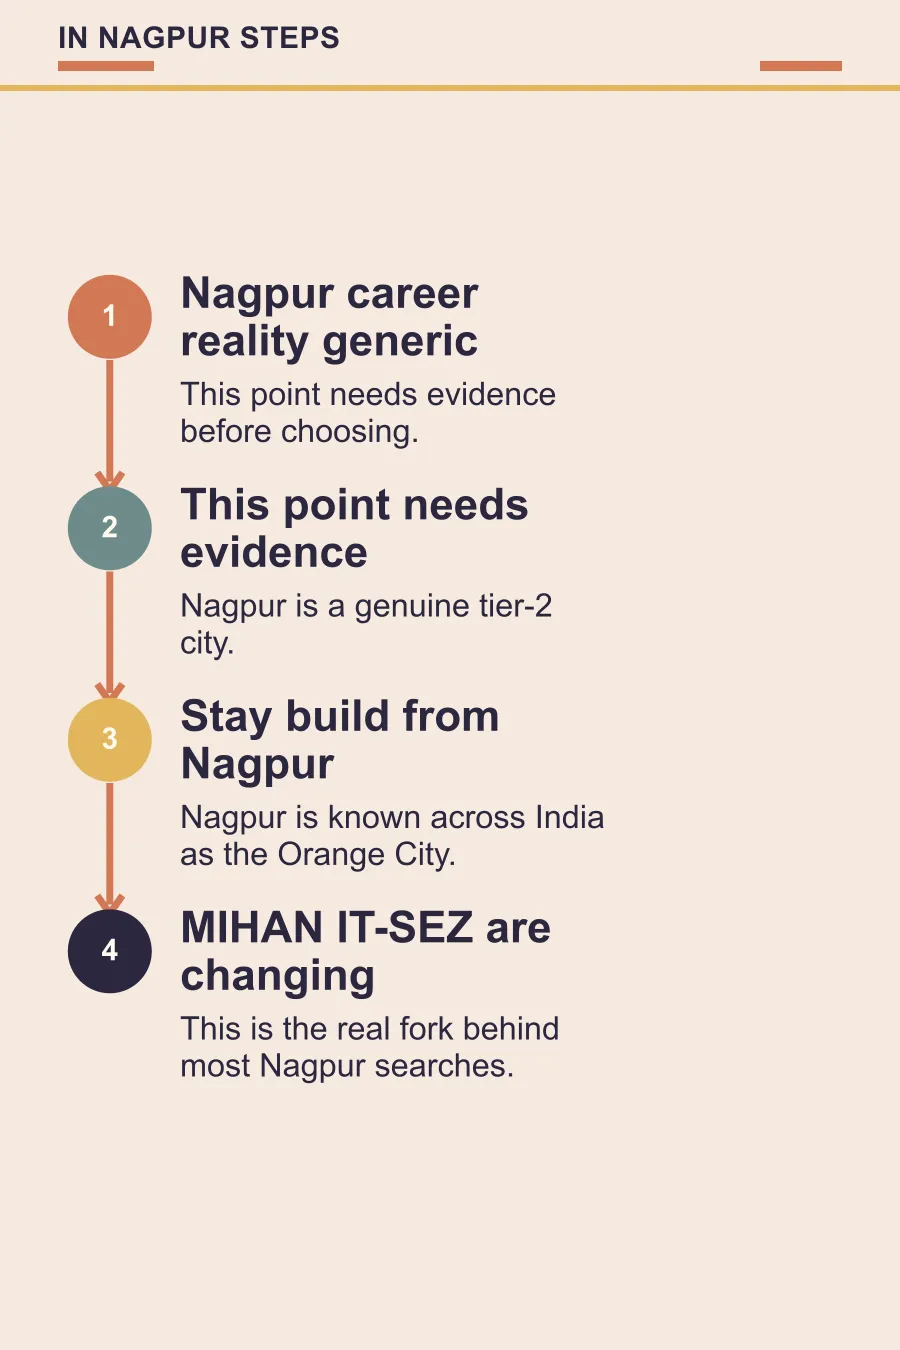 IN NAGPUR STEPS
1
Nagpur career
reality generic
This point needs evidence
before choosing.
2
This point needs
evidence
Nagpur is a genuine tier-2
city.
3
Stay build from
Nagpur
Nagpur is known across India
as the Orange City.
4
MIHAN IT-SEZ are
changing
This is the real fork behind
most Nagpur searches.